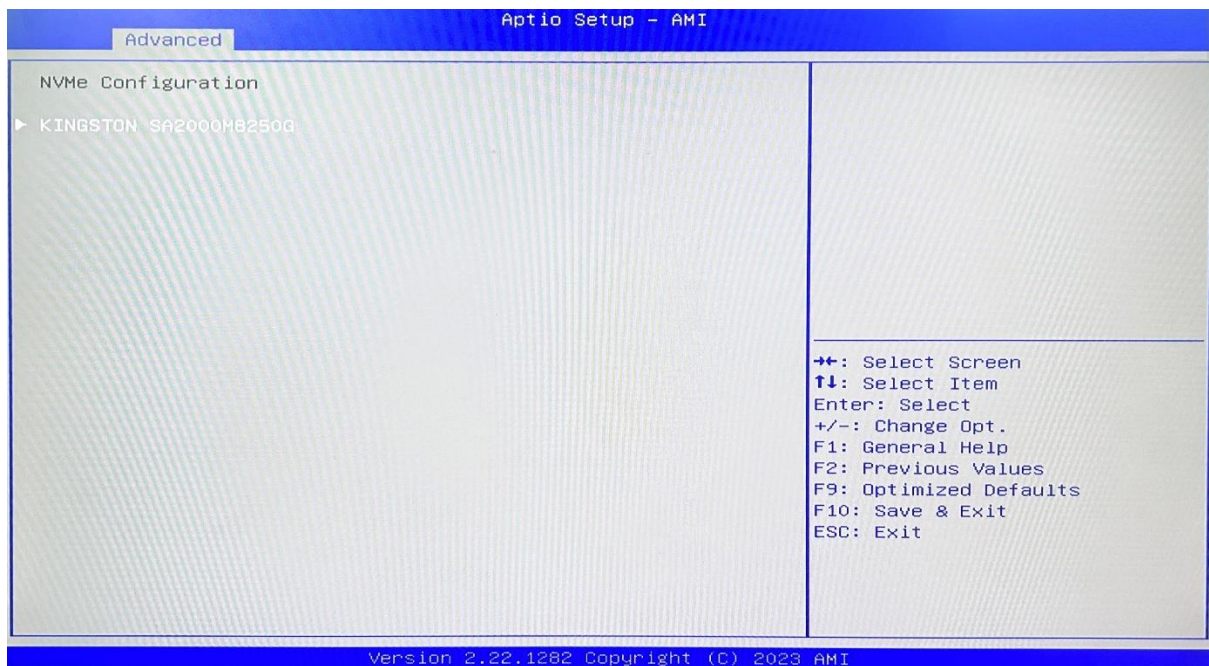 Aptio Setup – AMI
Advanced
NVMe Configuration
▶ KINGSTON SA2000M8250G
→←: Select Screen
↑↓: Select Item
Enter: Select
+/-: Change Opt.
F1: General Help
F2: Previous Values
F9: Optimized Defaults
F10: Save & Exit
ESC: Exit
Version 2.22.1282 Copyright (C) 2023 AMI